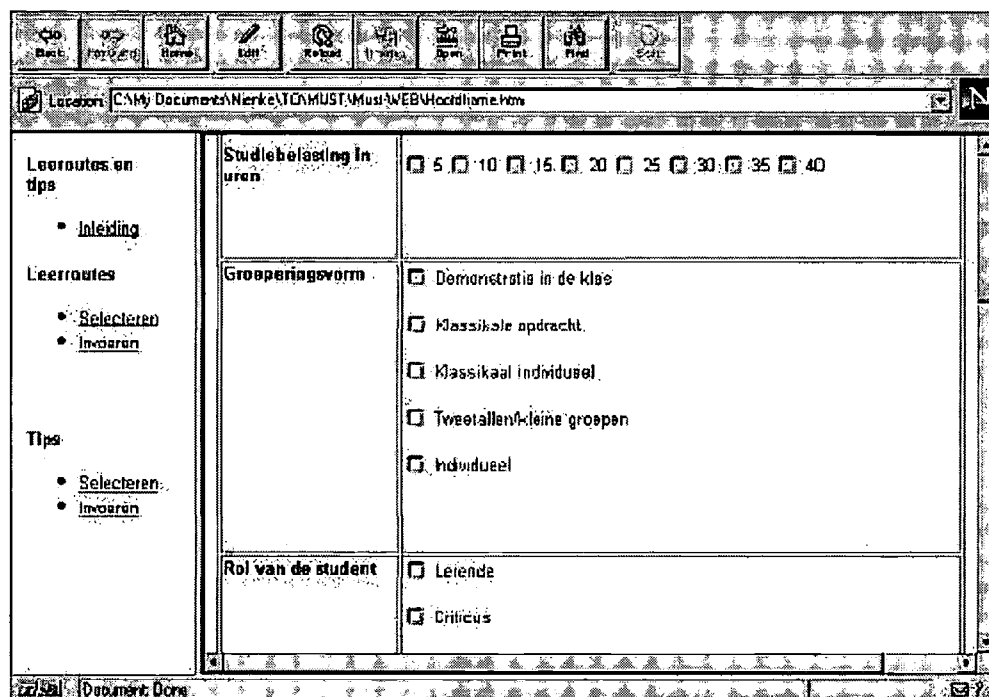 Back Forward Home Edit Reload Open Print Find
Location: C:\My Documents\Nienke\TO\MUST\Must-WEB\Hoofdframe.htm
Leeroutes en
tips
Inleiding
Leerroutes
Selecteren
Invoeren
Tips
Selecteren
Invoeren
Studiebelasting in
uren
5 10 15 20 25 30 35 40
Groeperingsvorm
Demonstratie in de klas
Klassikale opdracht
Klassikaal individueel
Tweetallen/kleine groepen
Individueel
Rol van de student
Lerende
Criticus
Document: Done